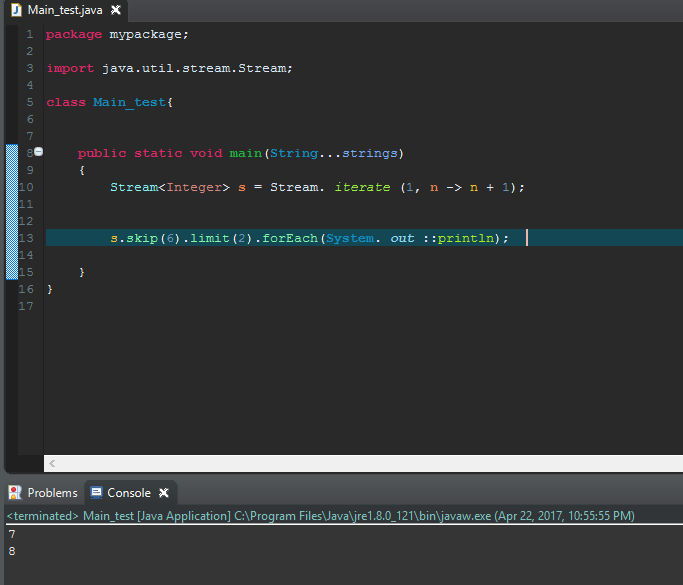 Main_test.java
1 package mypackage;
2
3 import java.util.stream.Stream;
4
5 class Main_test{
6
7
8 public static void main(String...strings)
9 {
10 Stream<Integer> s = Stream. iterate (1, n -> n + 1);
11
12
13 s.skip(6).limit(2).forEach(System. out ::println);
14
15 }
16 }
17
Problems Console
<terminated> Main_test [Java Application] C:\Program Files\Java\jre1.8.0_121\bin\javaw.exe (Apr 22, 2017, 10:55:55 PM)
7
8